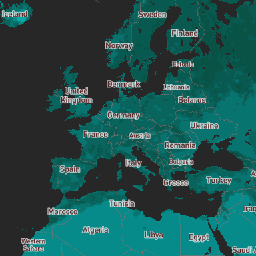 Iceland
Sweden
Finland
Norway
Estonia
Denmark
Lithuania
United
Kingdom
Belarus
Germany
Ukraine
France
Austria
Romania
Bulgaria
Italy
Spain
Greece
Turkey
Tunisia
Morocco
Algeria
Libya
Egypt
Western
Sahara